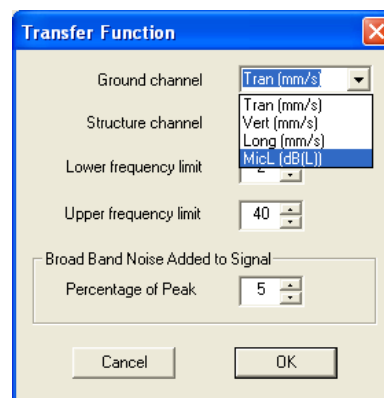 Transfer Function
Ground channel Tran (mm/s)
Tran (mm/s)
Structure channel Vert (mm/s)
Long (mm/s)
MicL (dB(L))
Lower frequency limit 2
Upper frequency limit 40
Broad Band Noise Added to Signal
Percentage of Peak 5
Cancel OK